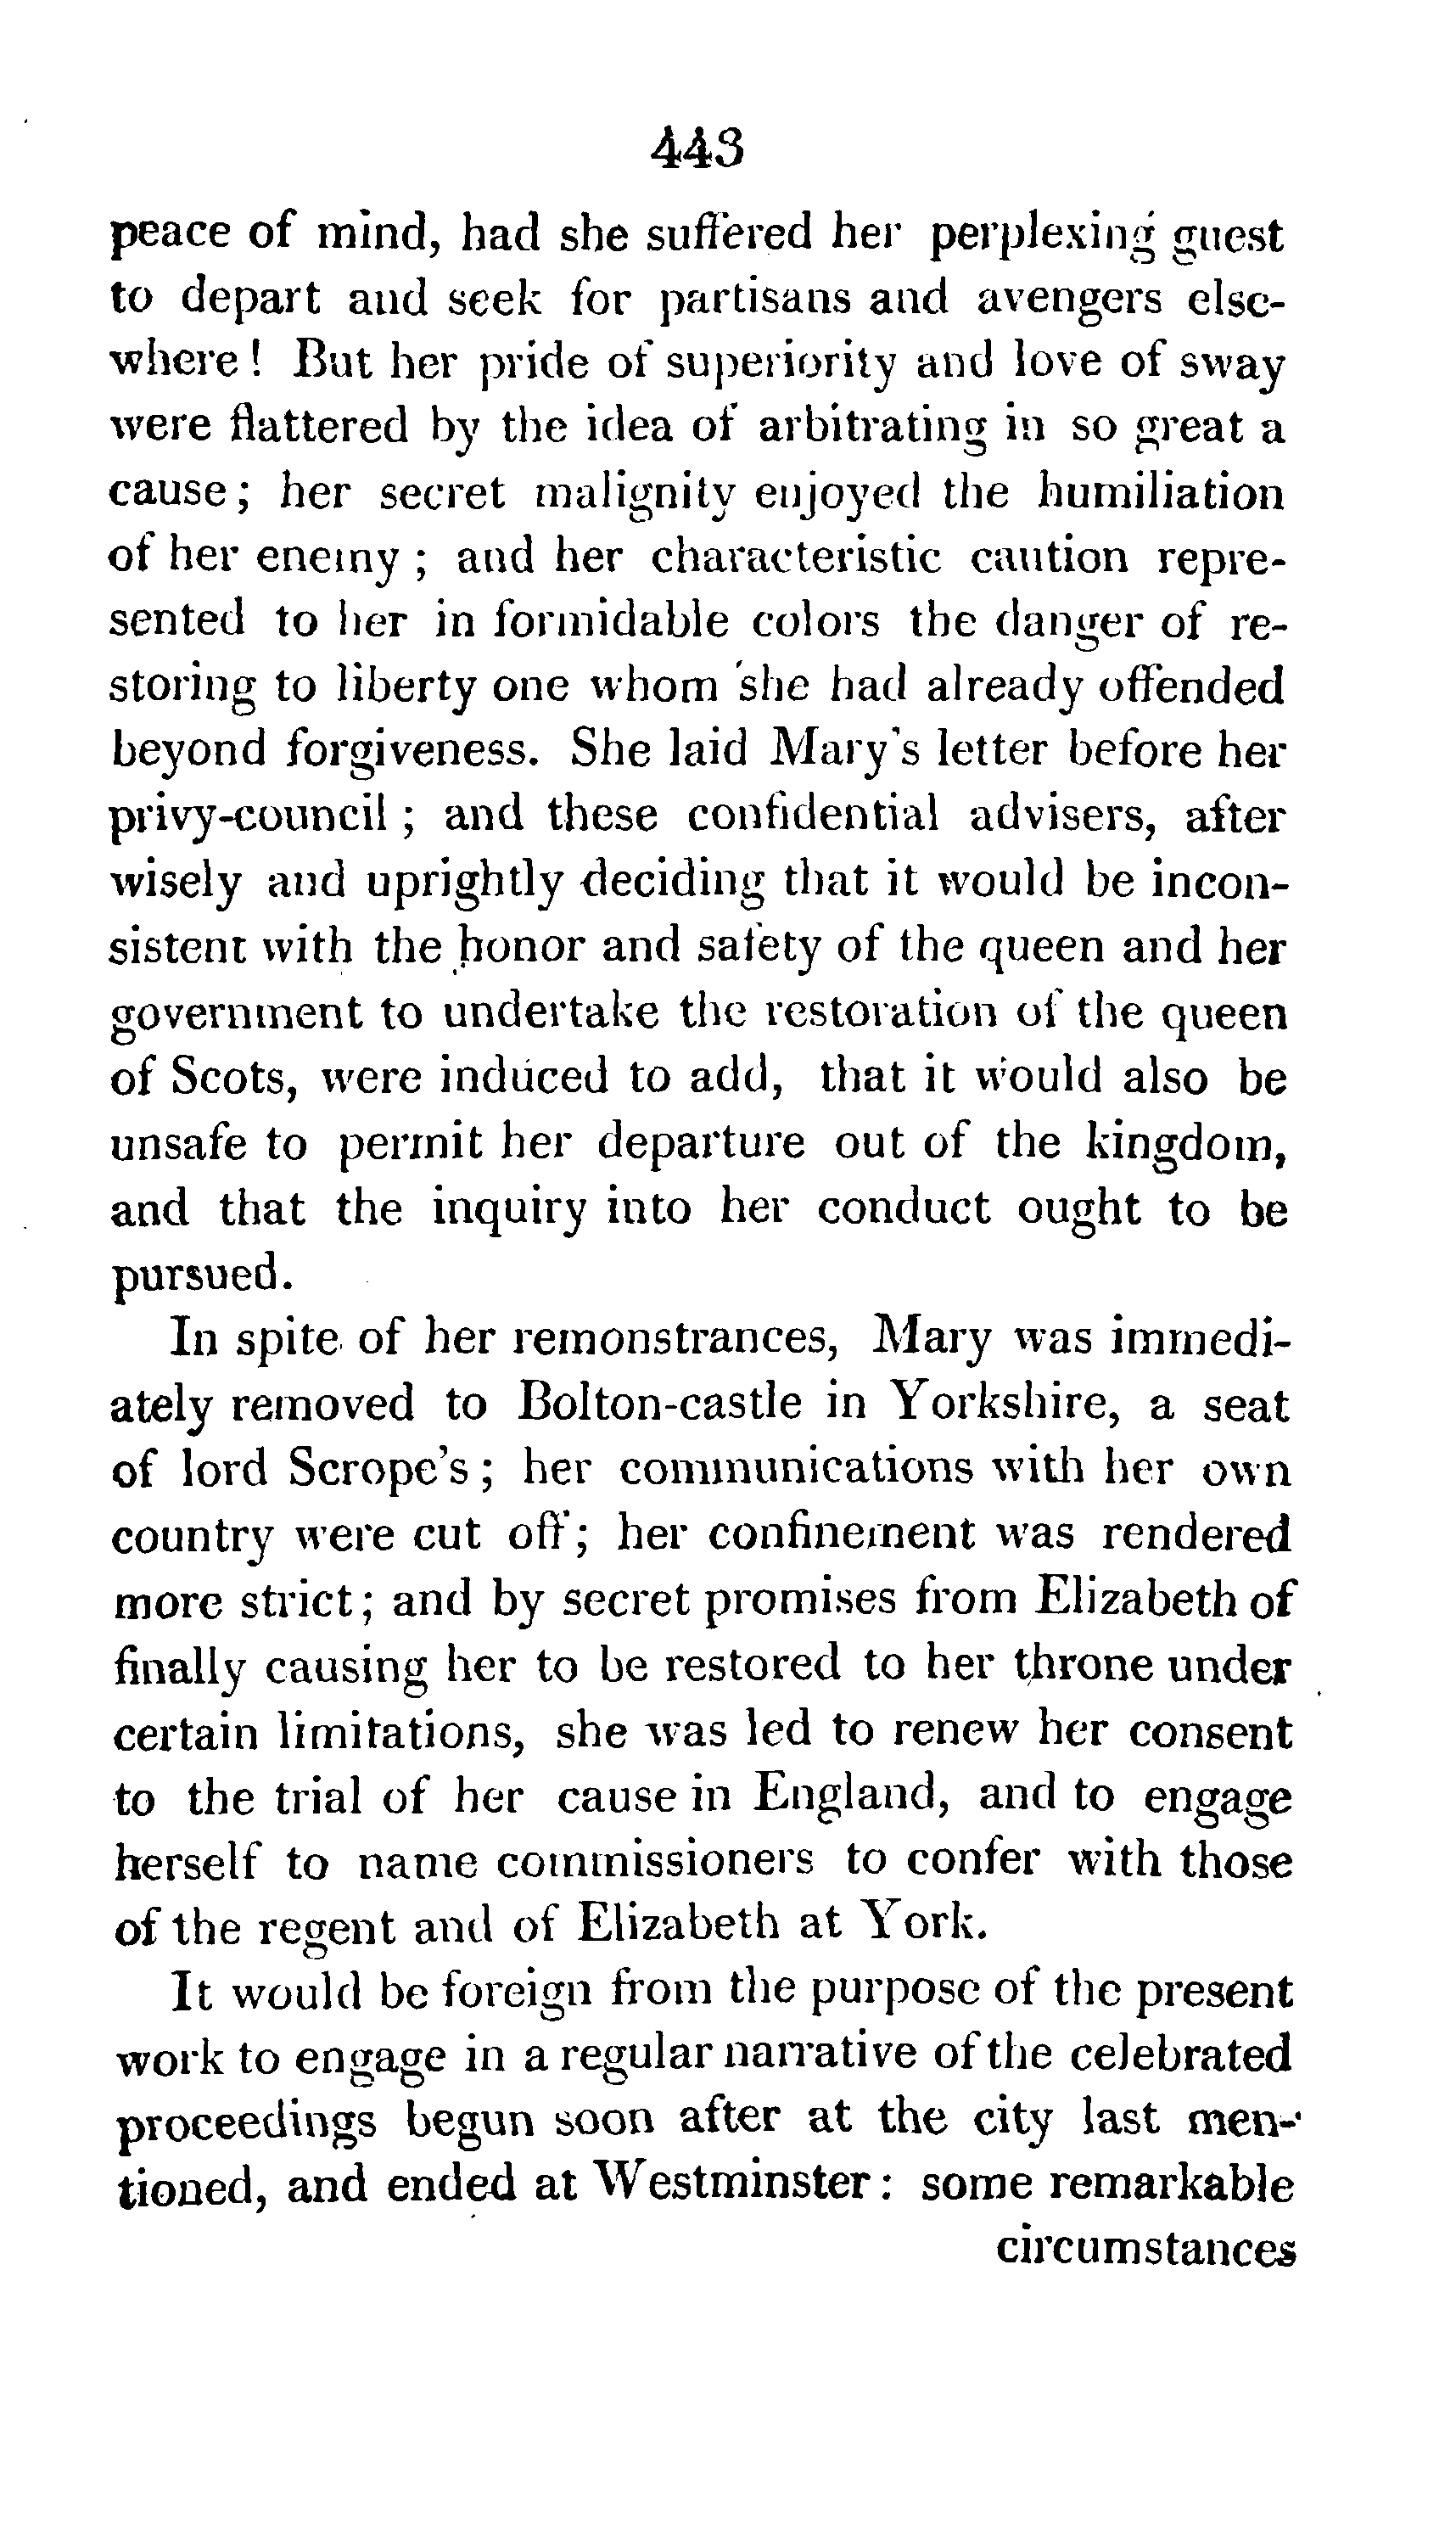 443
peace of mind, had she suffered her perplexing guest
to depart and seek for partisans and avengers else-
where ! But her pride of superiority and love of sway
were flattered by the idea of arbitrating in so great a
cause ; her secret malignity enjoyed the humiliation
of her enemy ; and her characteristic caution repre-
sented to her in formidable colors the danger of re-
storing to liberty one whom she had already offended
beyond forgiveness. She laid Mary's letter before her
privy-council ; and these confidential advisers, after
wisely and uprightly deciding that it would be incon-
sistent with the honor and safety of the queen and her
government to undertake the restoration of the queen
of Scots, were induced to add, that it would also be
unsafe to permit her departure out of the kingdom,
and that the inquiry into her conduct ought to be
pursued.
In spite of her remonstrances, Mary was immedi-
ately removed to Bolton-castle in Yorkshire, a seat
of lord Scrope's ; her communications with her own
country were cut off ; her confinement was rendered
more strict ; and by secret promises from Elizabeth of
finally causing her to be restored to her throne under
certain limitations, she was led to renew her consent
to the trial of her cause in England, and to engage
herself to name commissioners to confer with those
of the regent and of Elizabeth at York.
It would be foreign from the purpose of the present
work to engage in a regular narrative of the celebrated
proceedings begun soon after at the city last men-
tioned, and ended at Westminster : some remarkable
circumstances